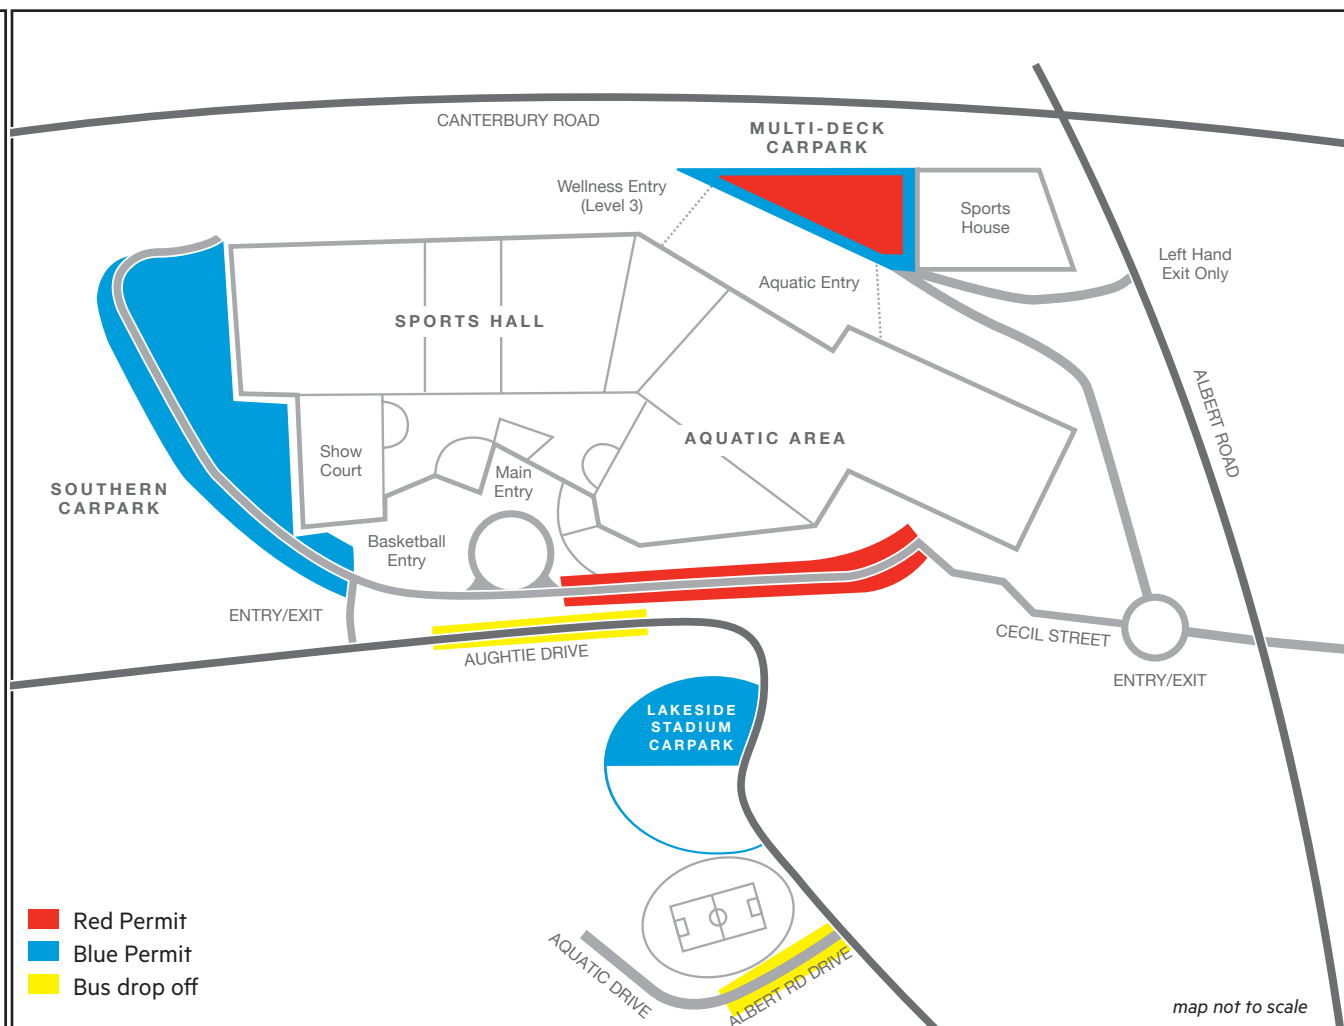 CANTERBURY ROAD
MULTI-DECK
CARPARK
Wellness Entry
(Level 3)
Sports
House
Left Hand
Exit Only
Aquatic Entry
SPORTS HALL
ALBERT ROAD
AQUATIC AREA
Show
Court
Main
Entry
SOUTHERN
CARPARK
Basketball
Entry
ENTRY/EXIT
AUGHTIE DRIVE
CECIL STREET
ENTRY/EXIT
LAKESIDE
STADIUM
CARPARK
Red Permit
Blue Permit
Bus drop off
AQUATIC DRIVE
ALBERT RD DRIVE
map not to scale